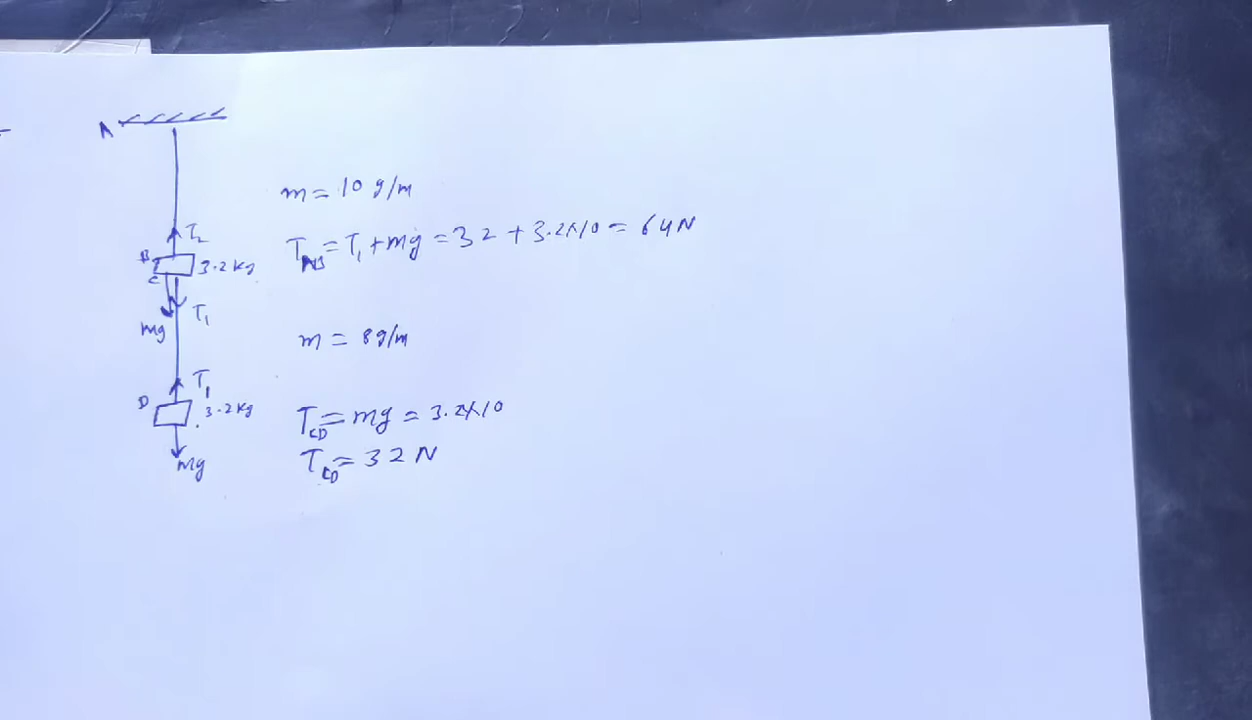 A
m = 10 g/m
T2
T_AB = T1 + mg = 32 + 3.2×10 = 64N
B
3.2 kg
C
T1
mg
m = 8 g/m
T1
D
3.2 kg
T_CD = mg = 3.2×10
T_CD = 32 N
mg